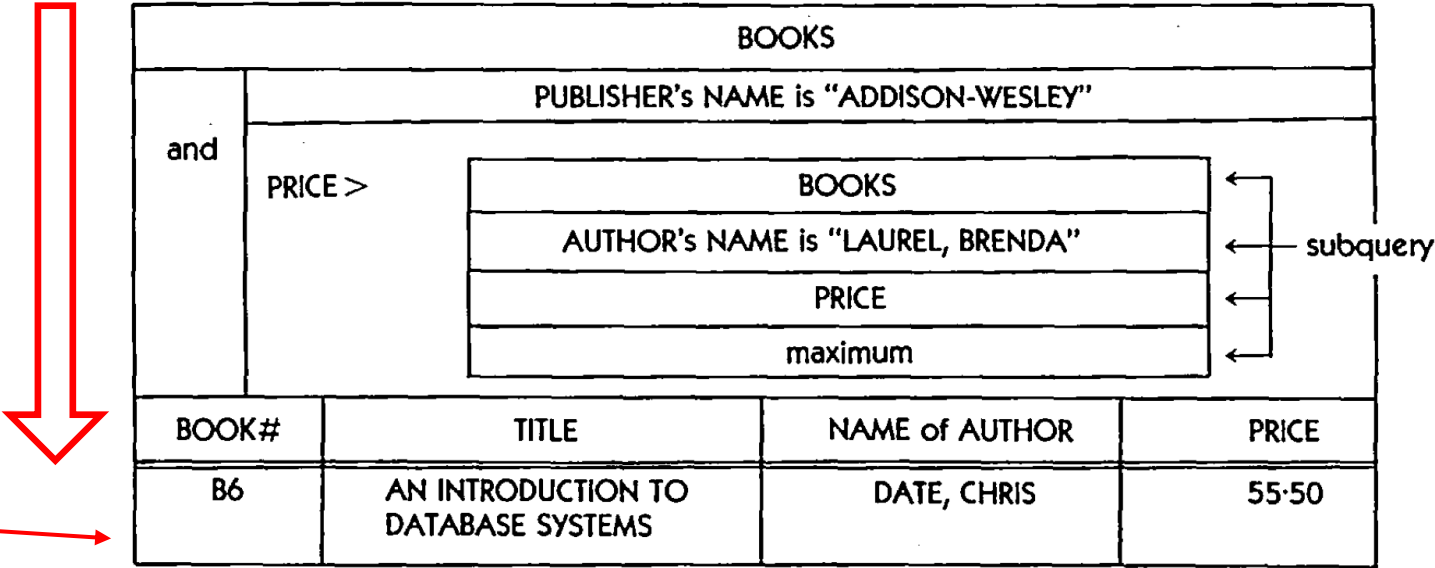 BOOKS
PUBLISHER's NAME is “ADDISON-WESLEY”
and
PRICE >
BOOKS
AUTHOR's NAME is “LAUREL, BRENDA”
PRICE
maximum
subquery
BOOK# TITLE NAME of AUTHOR PRICE
B6 AN INTRODUCTION TO DATE, CHRIS 55·50
DATABASE SYSTEMS